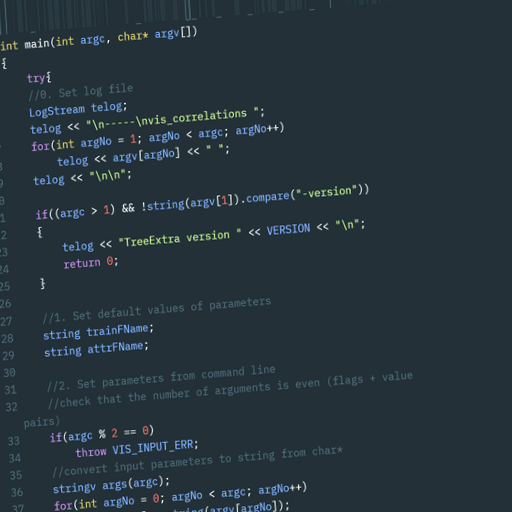 int main(int argc, char* argv[])
{
try{
//0. Set log file
LogStream telog;
telog << "\n-----\nvis_correlations ";
for(int argNo = 1; argNo < argc; argNo++)
telog << argv[argNo] << " ";
telog << "\n\n";
if((argc > 1) && !string(argv[1]).compare("-version"))
{
telog << "TreeExtra version " << VERSION << "\n";
return 0;
25 }
26
27 //1. Set default values of parameters
28 string trainFName;
29 string attrFName;
30
31 //2. Set parameters from command line
32 //check that the number of arguments is even (flags + value
pairs)
33 if(argc % 2 == 0)
34 throw VIS_INPUT_ERR;
35 //convert input parameters to string from char*
36 stringv args(argc);
37 for(int argNo = 0; argNo < argc; argNo++)